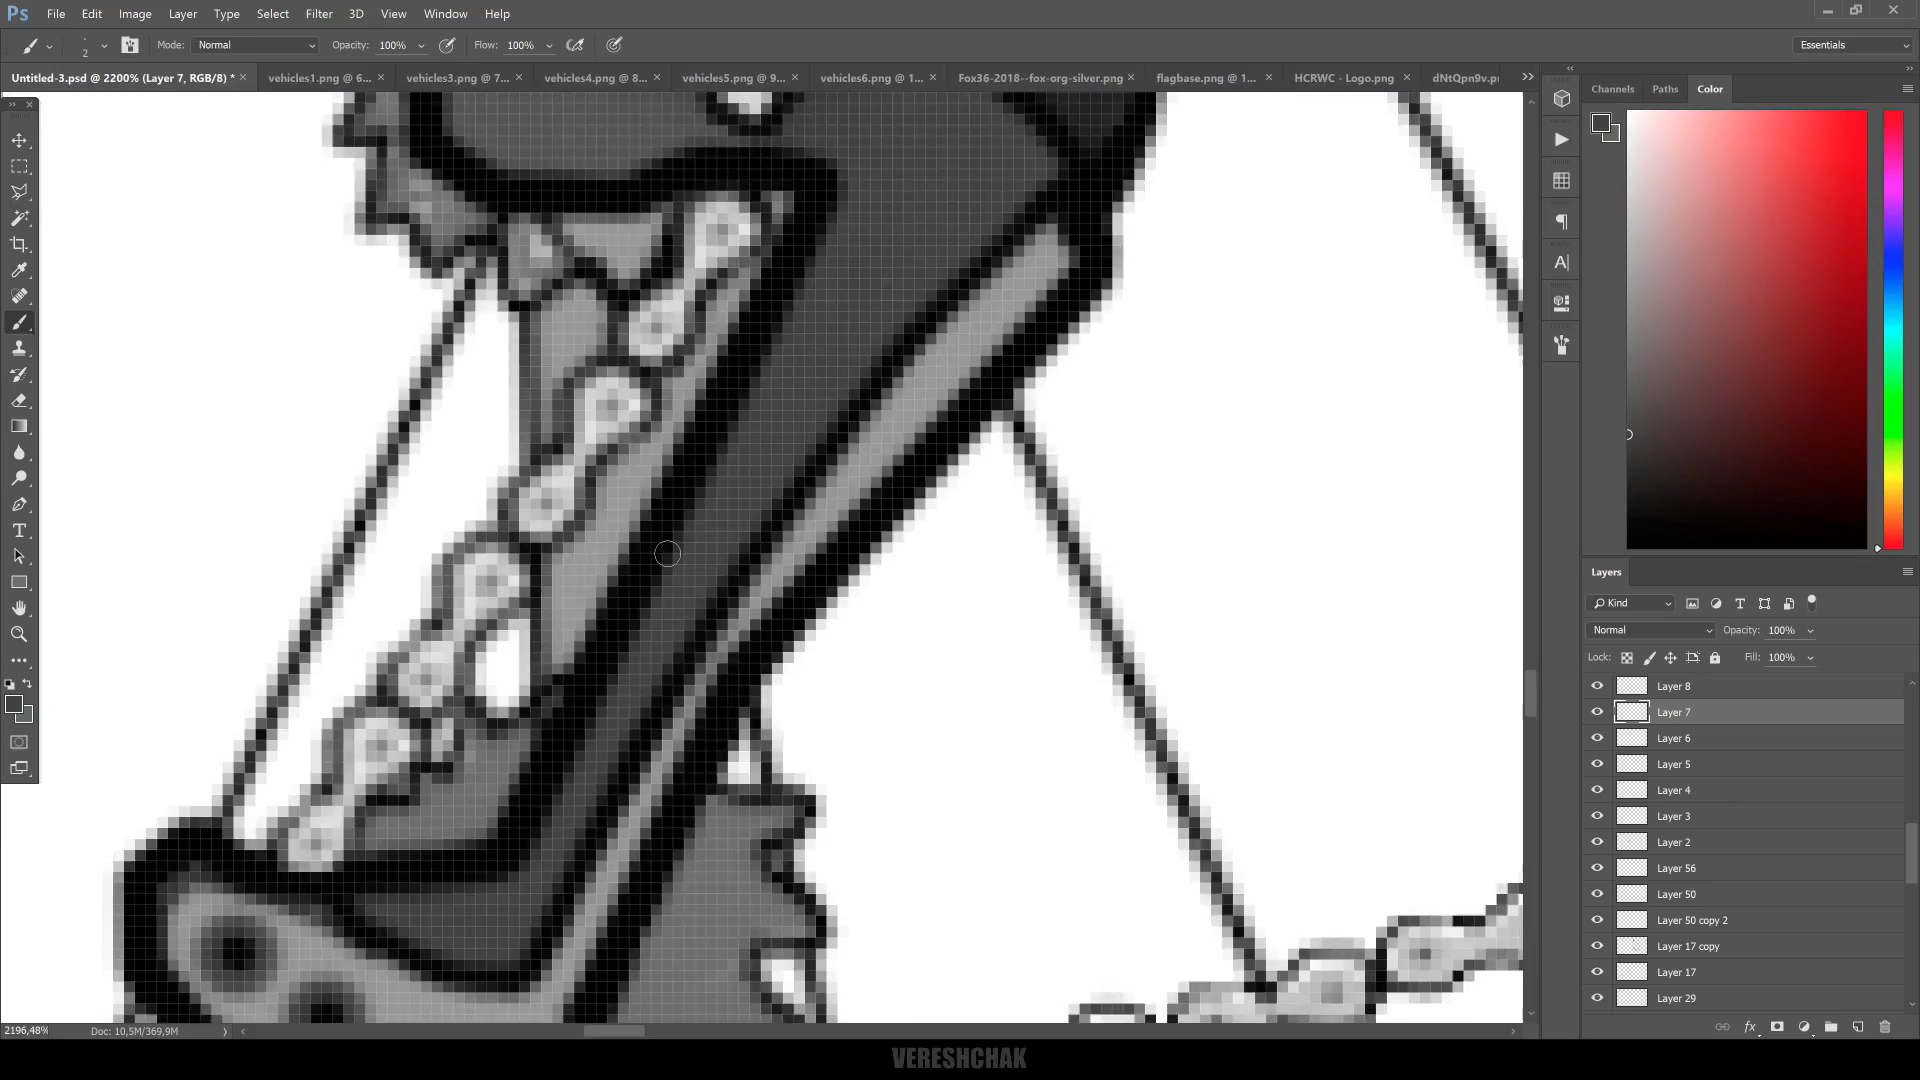 Ps File Edit Image Layer Type Select Filter 3D View Window Help
2 Mode: Normal Opacity: 100% Flow: 100% Essentials
Untitled-3.psd @ 2200% (Layer 7, RGB/8) * vehicles1.png @ 6... vehicles3.png @ 7... vehicles4.png @ 8... vehicles5.png @ 9... vehicles6.png @ 1... Fox36-2018--fox-org-silver.png flagbase.png @ 1... HCRWC - Logo.png dNtQpn9v.p
Channels Paths Color
Layers
Kind
Normal Opacity: 100%
Lock: Fill: 100%
Layer 8
Layer 7
Layer 6
Layer 5
Layer 4
Layer 3
Layer 2
Layer 56
Layer 50
Layer 50 copy 2
Layer 17 copy
Layer 17
Layer 29
fx
2196,48% Doc: 10,5M/369,9M
VERESHCHAK